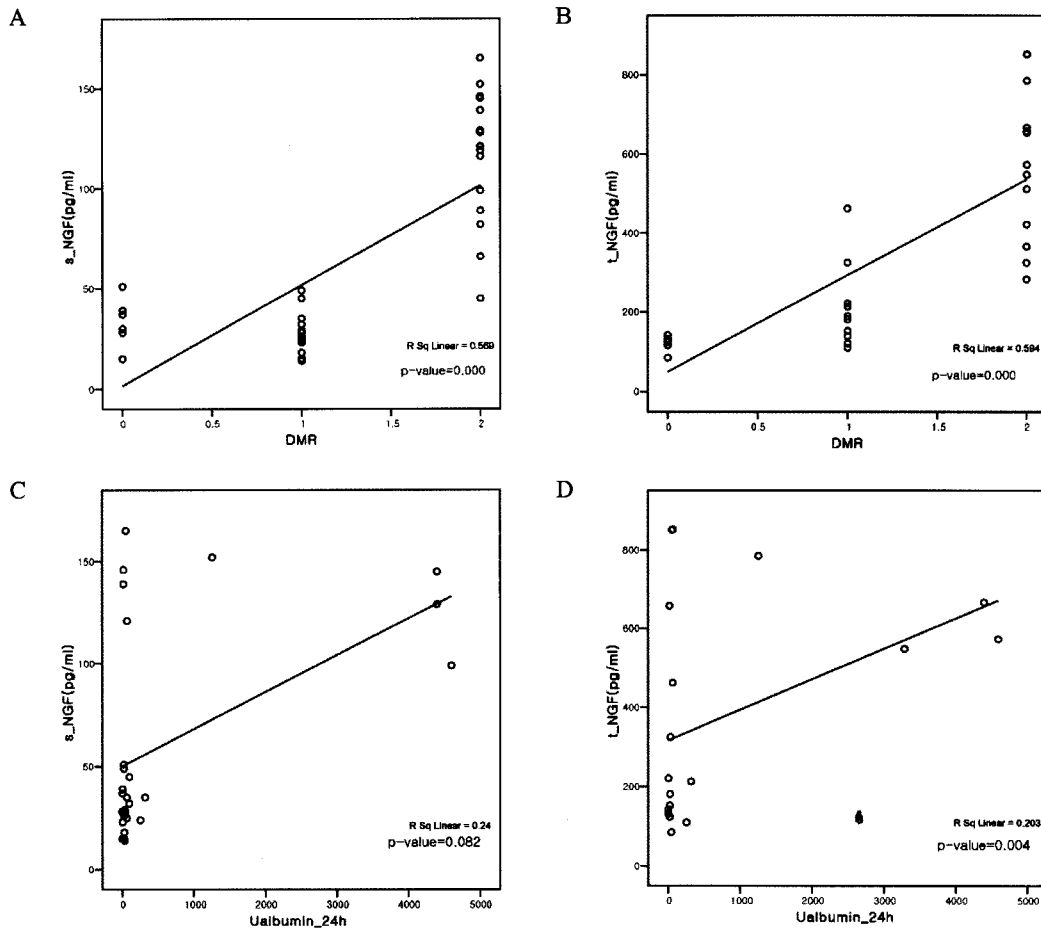 A
s_NGF(pg/ml)
150
100
50
0
R Sq Linear = 0.569
p-value=0.000
0
0.5
1
1.5
2
DMR
B
t_NGF(pg/ml)
800
600
400
200
0
R Sq Linear = 0.594
p-value=0.000
0
0.5
1
1.5
2
DMR
C
s_NGF(pg/ml)
150
100
50
0
R Sq Linear = 0.24
p-value=0.082
0
1000
2000
3000
4000
5000
Ualbumin_24h
D
t_NGF(pg/ml)
800
600
400
200
0
R Sq Linear = 0.203
p-value=0.004
0
1000
2000
3000
4000
5000
Ualbumin_24h